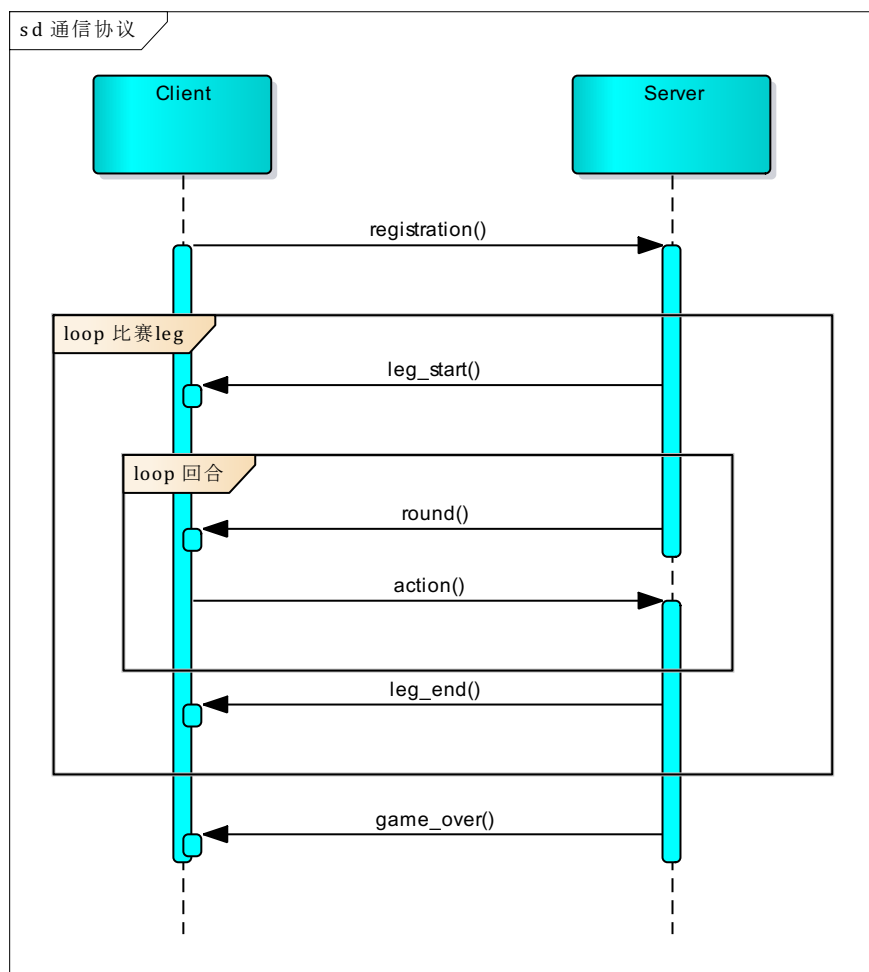 sd 通信协议
Client
Server
registration()
loop 比赛leg
leg_start()
loop 回合
round()
action()
leg_end()
game_over()